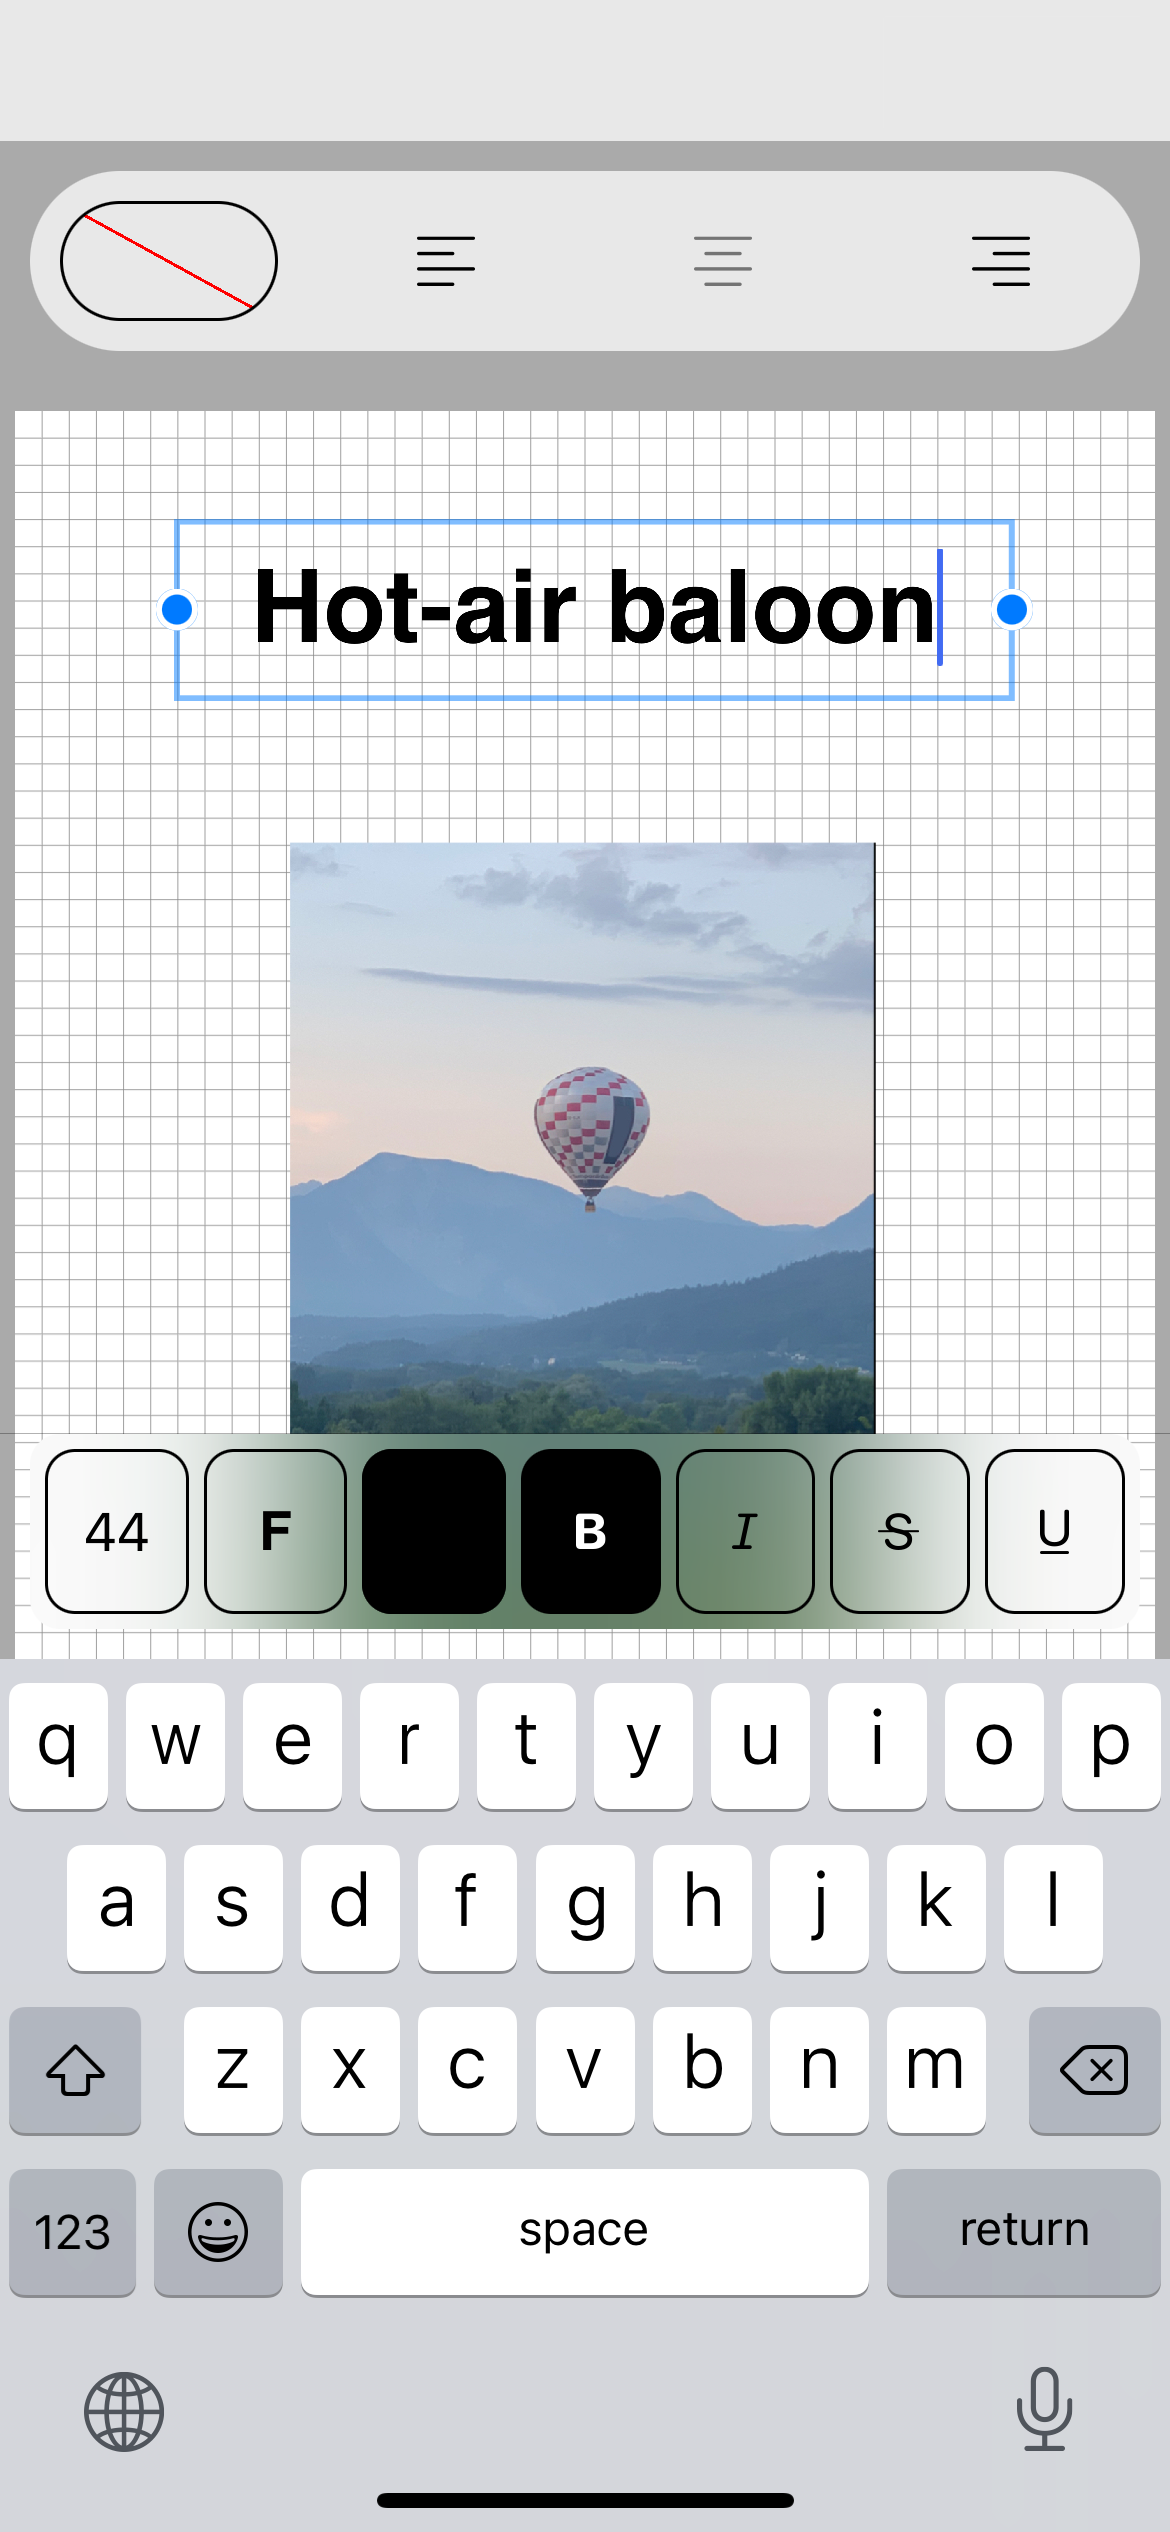 Hot-air baloon
44 F B I S U
q w e r t y u i o p
a s d f g h j k l
z x c v b n m
123 space return